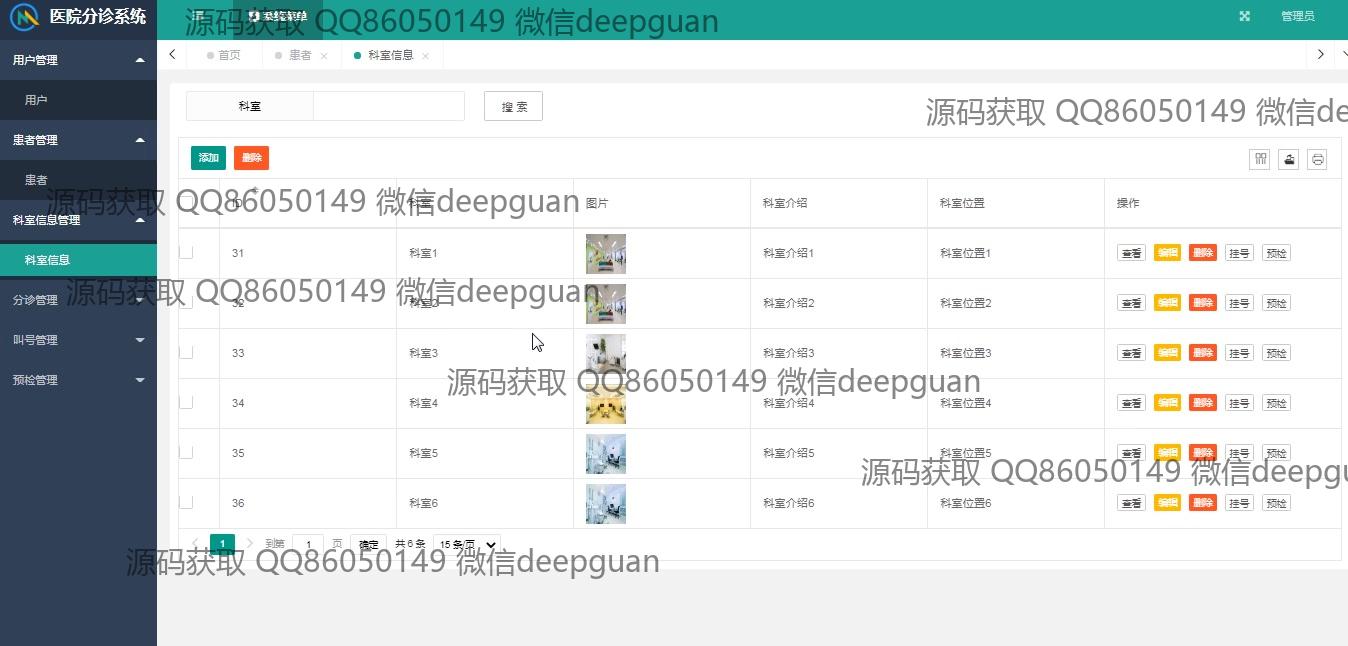 医院分诊系统
系统菜单
管理员
源码获取 QQ86050149 微信deepguan
首页 患者 科室信息
用户管理
用户
患者管理
患者
科室信息管理
科室信息
分诊管理
叫号管理
预检管理
科室 搜 索
源码获取 QQ86050149 微信dee
添加 删除
ID 科室 图片 科室介绍 科室位置 操作
源码获取 QQ86050149 微信deepguan
31 科室1 科室介绍1 科室位置1 查看 编辑 删除 挂号 预检
32 科室2 科室介绍2 科室位置2 查看 编辑 删除 挂号 预检
源码获取 QQ86050149 微信deepguan
33 科室3 科室介绍3 科室位置3 查看 编辑 删除 挂号 预检
源码获取 QQ86050149 微信deepguan
34 科室4 科室介绍4 科室位置4 查看 编辑 删除 挂号 预检
35 科室5 科室介绍5 科室位置5 查看 编辑 删除 挂号 预检
源码获取 QQ86050149 微信deepgu
36 科室6 科室介绍6 科室位置6 查看 编辑 删除 挂号 预检
1 到第 1 页 确定 共 6 条 15 条/页
源码获取 QQ86050149 微信deepguan